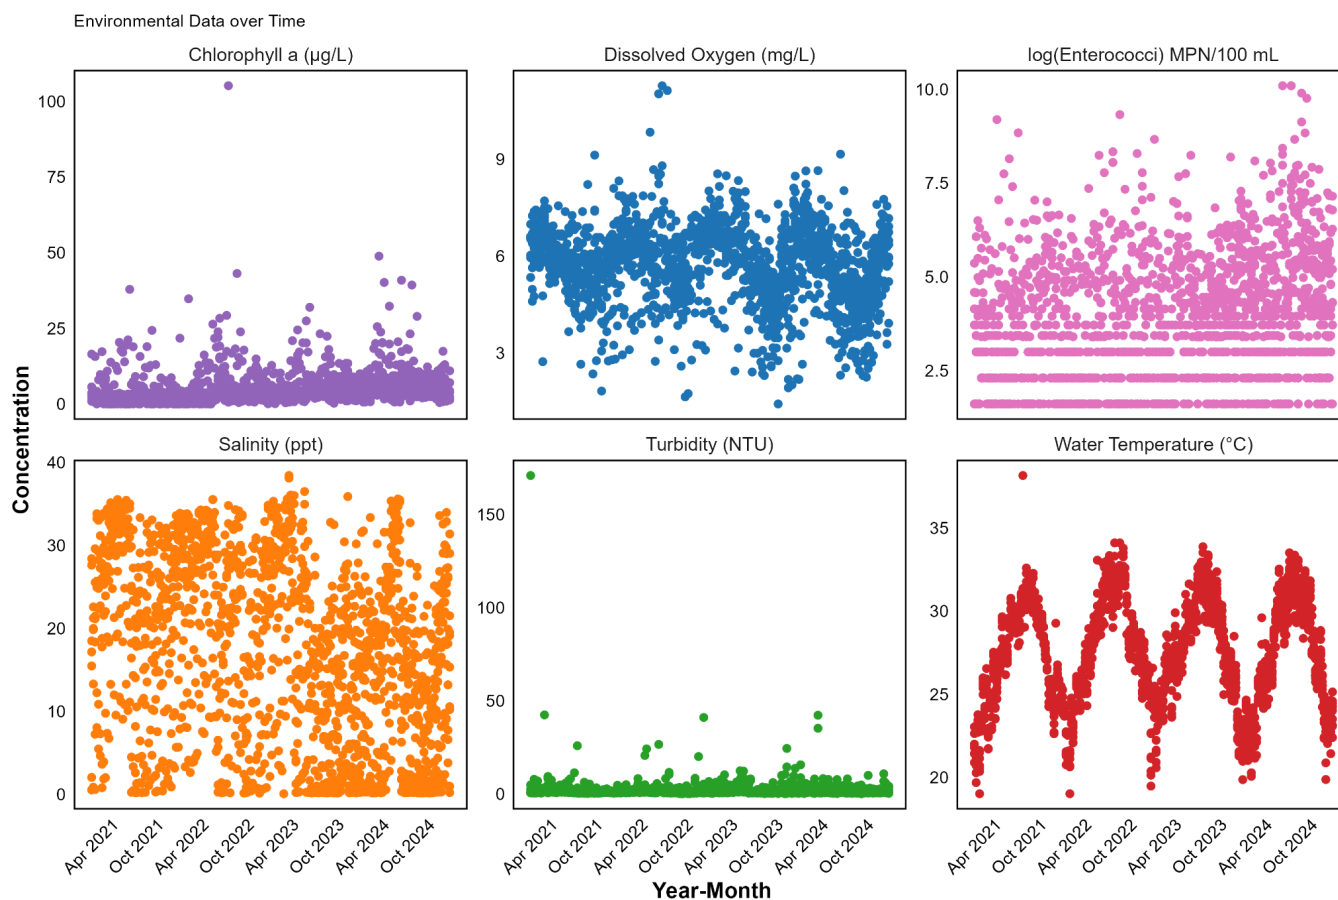 Environmental Data over Time
Chlorophyll a (µg/L)
Dissolved Oxygen (mg/L)
log(Enterococci) MPN/100 mL
100
75
50
25
0
9
6
3
10.0
7.5
5.0
2.5
Concentration
Salinity (ppt)
Turbidity (NTU)
Water Temperature (°C)
40
30
20
10
0
150
100
50
0
35
30
25
20
Apr 2021
Oct 2021
Apr 2022
Oct 2022
Apr 2023
Oct 2023
Apr 2024
Oct 2024
Apr 2021
Oct 2021
Apr 2022
Oct 2022
Apr 2023
Oct 2023
Apr 2024
Oct 2024
Apr 2021
Oct 2021
Apr 2022
Oct 2022
Apr 2023
Oct 2023
Apr 2024
Oct 2024
Year-Month